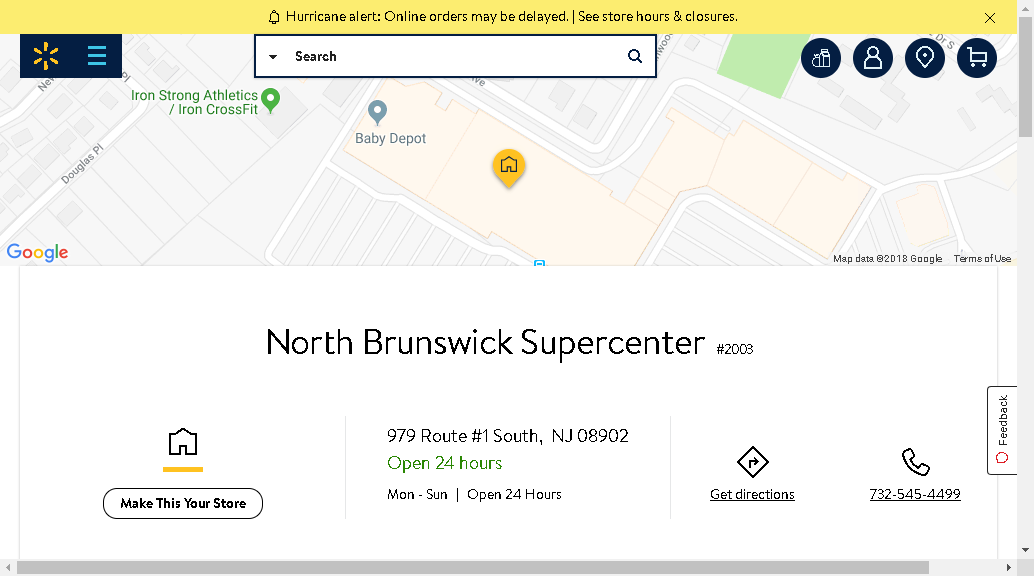 Hurricane alert: Online orders may be delayed. | See store hours & closures.
Search
Iron Strong Athletics
/ Iron CrossFit
Baby Depot
Douglas Pl
Google
Map data ©2018 Google
Terms of Use
North Brunswick Supercenter #2003
Feedback
979 Route #1 South, NJ 08902
Open 24 hours
Mon - Sun | Open 24 Hours
Make This Your Store
Get directions
732-545-4499